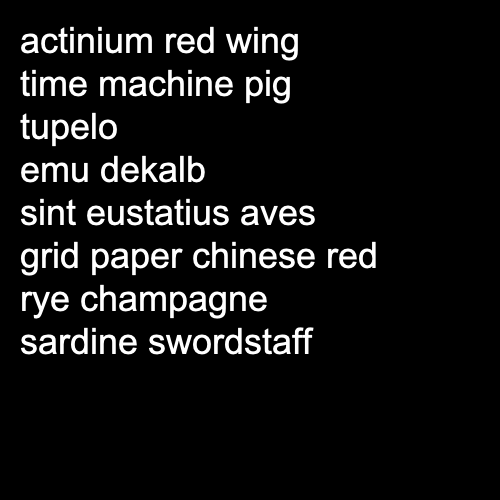 actinium red wing
time machine pig
tupelo
emu dekalb
sint eustatius aves
grid paper chinese red
rye champagne
sardine swordstaff